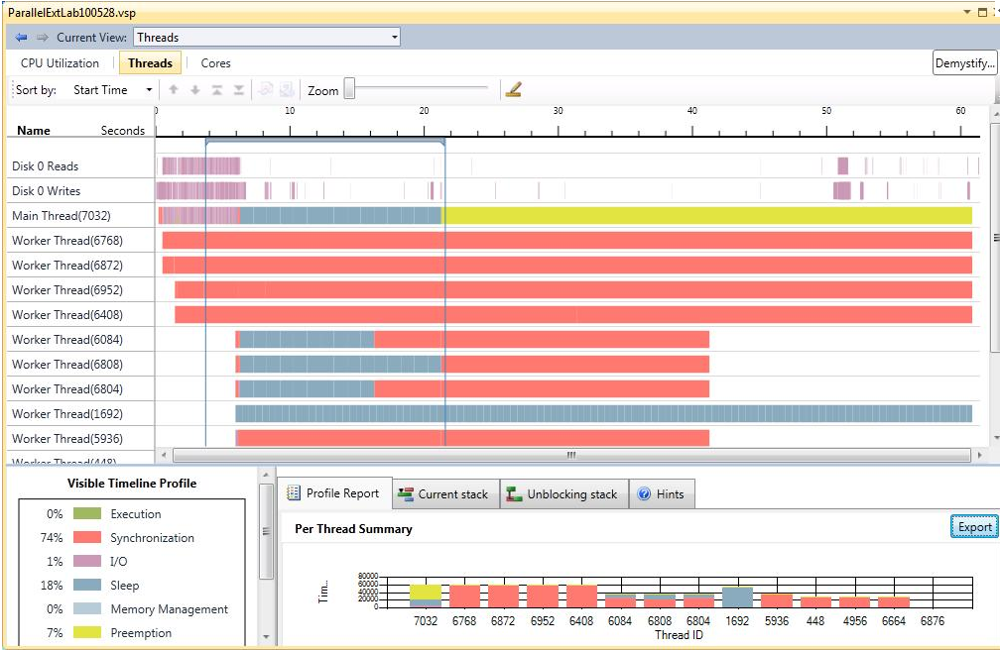 ParallelExtLab100528.vsp
Current View: Threads
CPU Utilization Threads Cores Demystify...
Sort by: Start Time Zoom
0 10 20 30 40 50 60
Name Seconds
Disk 0 Reads
Disk 0 Writes
Main Thread(7032)
Worker Thread(6768)
Worker Thread(6872)
Worker Thread(6952)
Worker Thread(6408)
Worker Thread(6084)
Worker Thread(6808)
Worker Thread(6804)
Worker Thread(1692)
Worker Thread(5936)
Worker Thread(448)
Visible Timeline Profile
0% Execution
74% Synchronization
1% I/O
18% Sleep
0% Memory Management
7% Preemption
Profile Report Current stack Unblocking stack Hints
Per Thread Summary Export
Tim..
80000
60000
40000
20000
0
7032 6768 6872 6952 6408 6084 6808 6804 1692 5936 448 4956 6664 6876
Thread ID